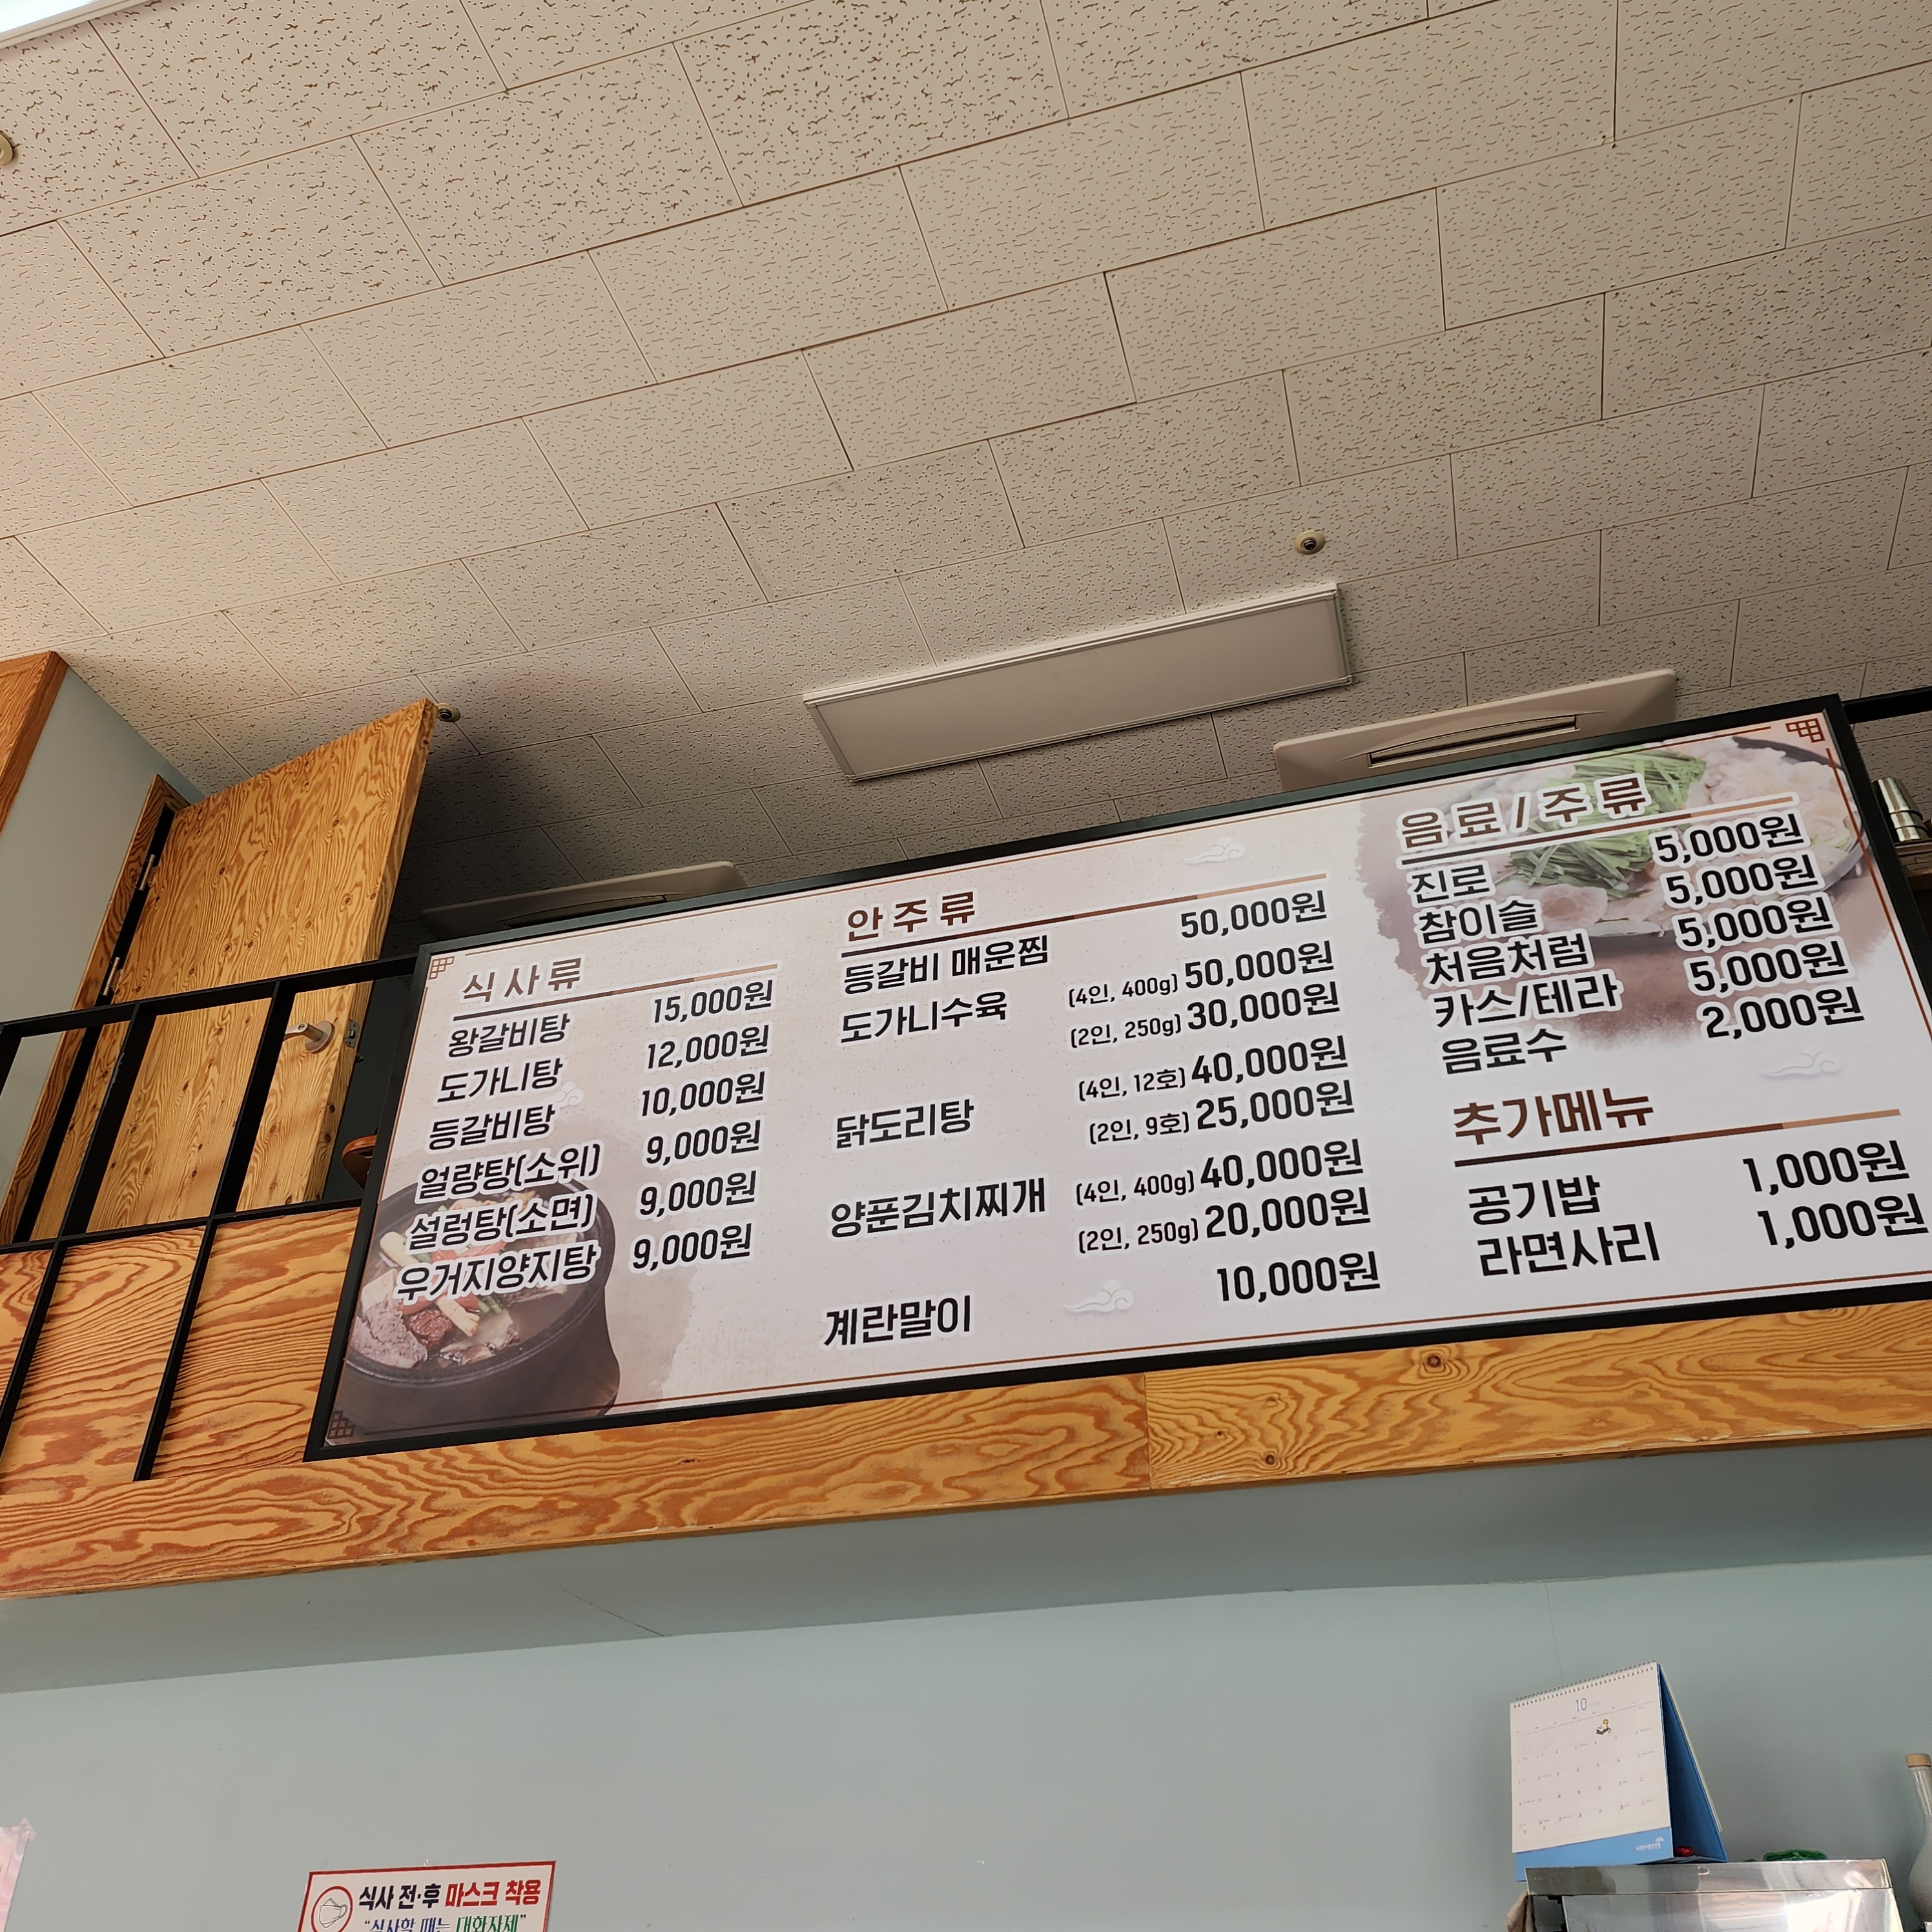 식사류
왕갈비탕 15,000원
도가니탕 12,000원
등갈비탕 10,000원
얼량탕(소위) 9,000원
설렁탕(소면) 9,000원
우거지양지탕 9,000원
안주류
등갈비 매운찜 50,000원
도가니수육 (4인, 400g) 50,000원
(2인, 250g) 30,000원
닭도리탕 (4인, 12호) 40,000원
(2인, 9호) 25,000원
양푼김치찌개 (4인, 400g) 40,000원
(2인, 250g) 20,000원
계란말이 10,000원
음료/주류
진로 5,000원
참이슬 5,000원
처음처럼 5,000원
카스/테라 5,000원
음료수 2,000원
추가메뉴
공기밥 1,000원
라면사리 1,000원
10
식사 전·후 마스크 착용
"식사할 때는 대화자제"